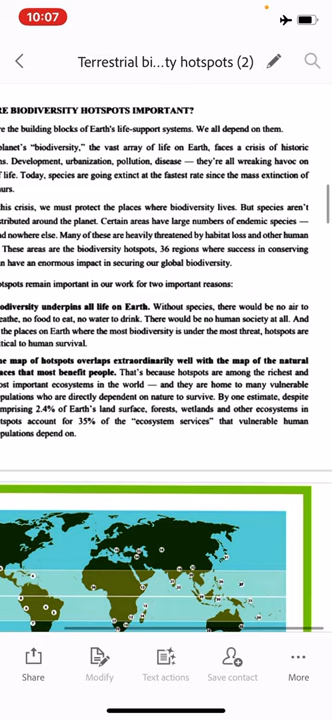 10:07
Terrestrial bi...ty hotspots (2)
RE BIODIVERSITY HOTSPOTS IMPORTANT?
re the building blocks of Earth's life-support systems. We all depend on them.
planet's “biodiversity,” the vast array of life on Earth, faces a crisis of historic
ns. Development, urbanization, pollution, disease — they're all wreaking havoc on
f life. Today, species are going extinct at the fastest rate since the mass extinction of
urs.
his crisis, we must protect the places where biodiversity lives. But species aren't
stributed around the planet. Certain areas have large numbers of endemic species —
nd nowhere else. Many of these are heavily threatened by habitat loss and other human
These areas are the biodiversity hotspots, 36 regions where success in conserving
n have an enormous impact in securing our global biodiversity.
otspots remain important in our work for two important reasons:
odiversity underpins all life on Earth. Without species, there would be no air to
eathe, no food to eat, no water to drink. There would be no human society at all. And
the places on Earth where the most biodiversity is under the most threat, hotspots are
tical to human survival.
he map of hotspots overlaps extraordinarily well with the map of the natural
aces that most benefit people. That's because hotspots are among the richest and
ost important ecosystems in the world — and they are home to many vulnerable
pulations who are directly dependent on nature to survive. By one estimate, despite
mprising 2.4% of Earth's land surface, forests, wetlands and other ecosystems in
tspots account for 35% of the “ecosystem services” that vulnerable human
pulations depend on.
Share
Modify
Text actions
Save contact
More